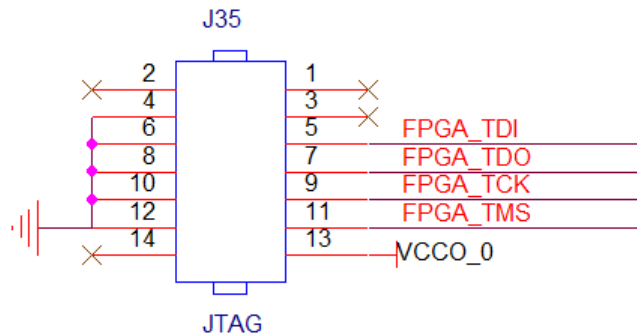 J35
2 1
4 3
6 5 FPGA_TDI
8 7 FPGA_TDO
10 9 FPGA_TCK
12 11 FPGA_TMS
14 13 VCCO_0
JTAG